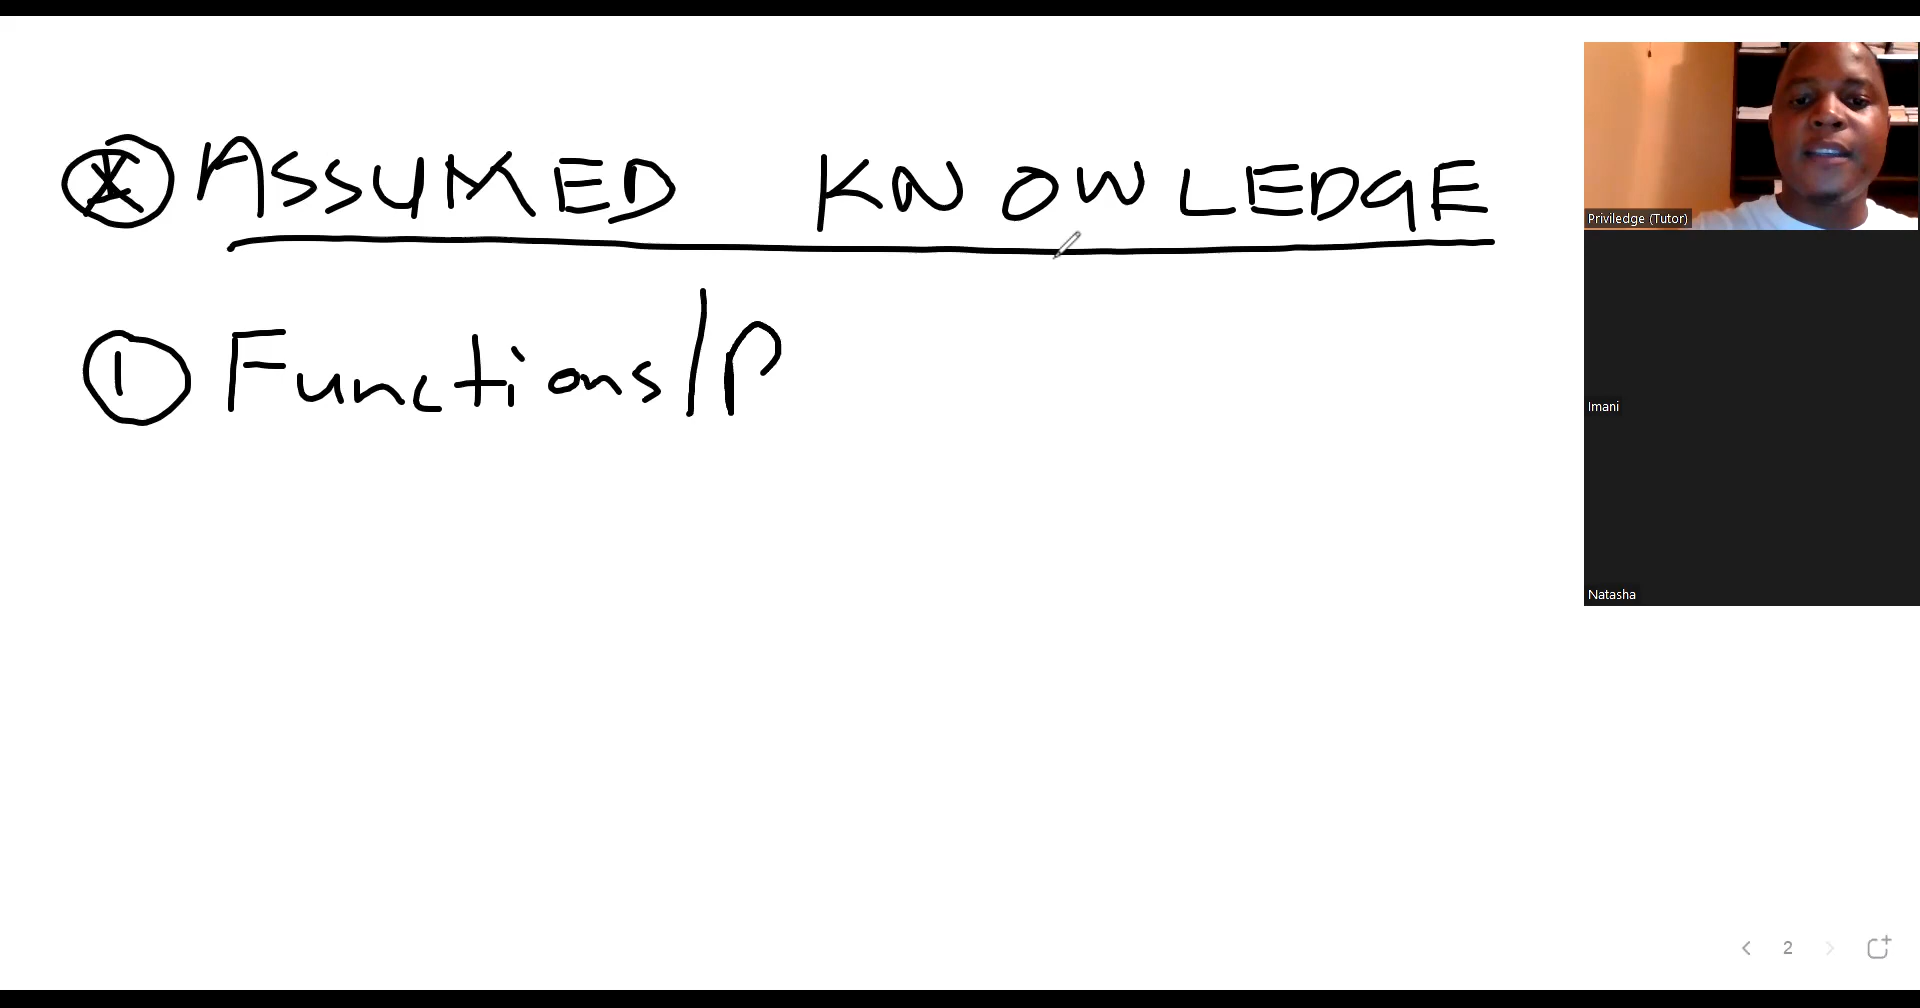 ASSUMED KNOWLEDGE
① Functions/P
Priviledge (Tutor)
Imani
Natasha
2